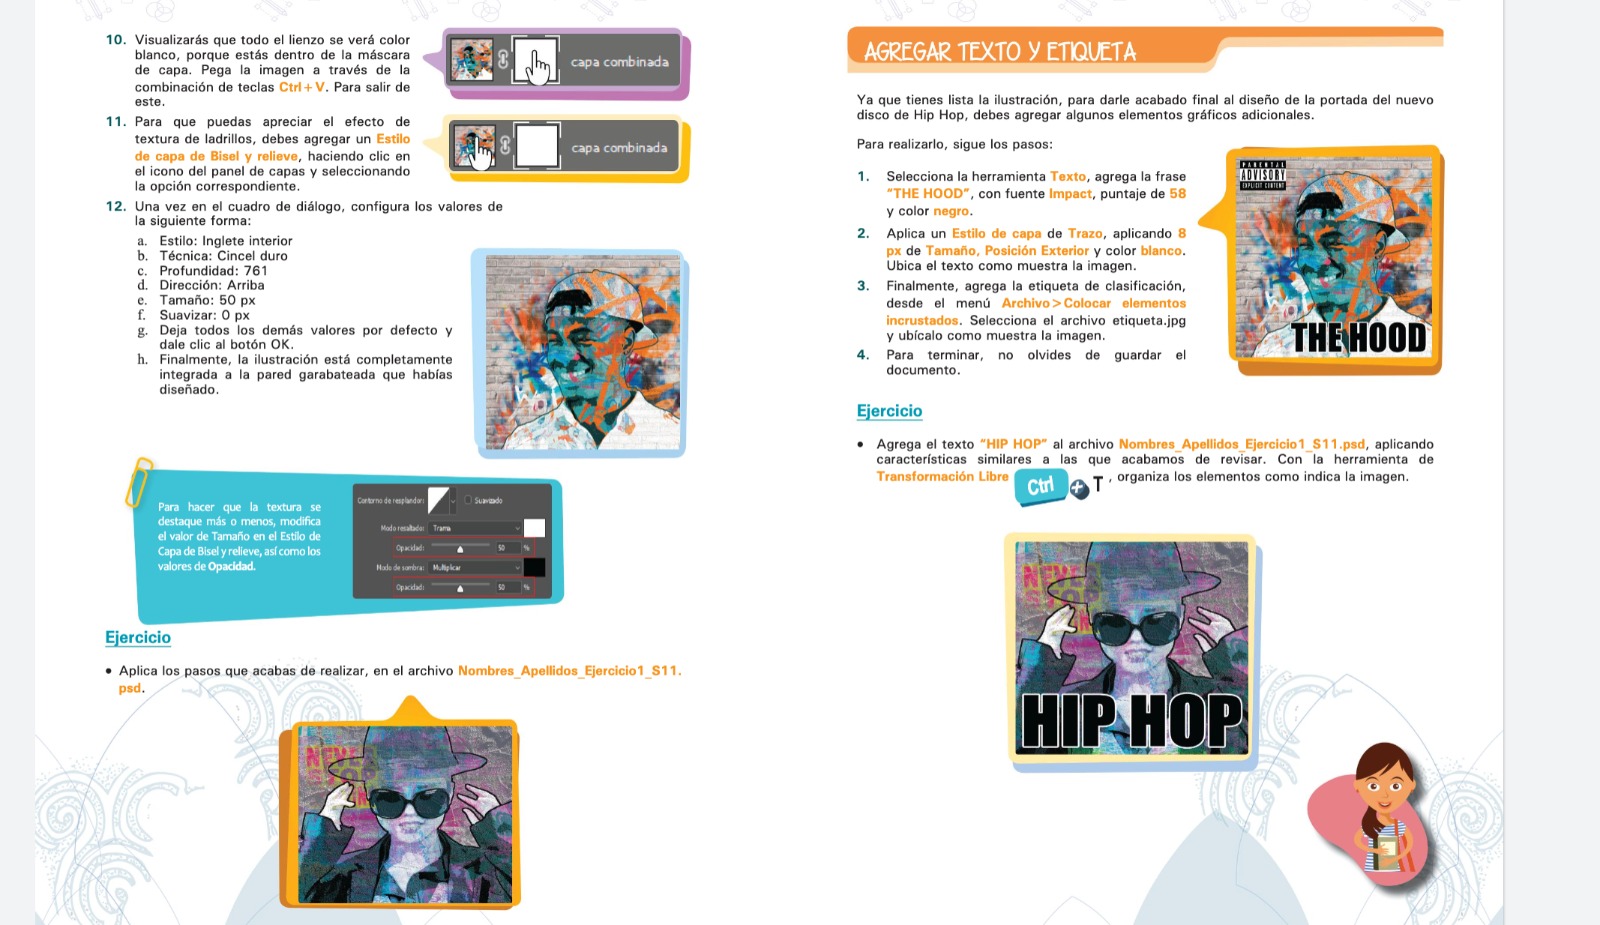 10. Visualizarás que todo el lienzo se verá color
blanco, porque estás dentro de la máscara
de capa. Pega la imagen a través de la
combinación de teclas Ctrl+V. Para salir de
este.
capa combinada
11. Para que puedas apreciar el efecto de
textura de ladrillos, debes agregar un Estilo
de capa de Bisel y relieve, haciendo clic en
el icono del panel de capas y seleccionando
la opción correspondiente.
capa combinada
12. Una vez en el cuadro de diálogo, configura los valores de
la siguiente forma:
a. Estilo: Inglete interior
b. Técnica: Cincel duro
c. Profundidad: 761
d. Dirección: Arriba
e. Tamaño: 50 px
f. Suavizar: 0 px
g. Deja todos los demás valores por defecto y
dale clic al botón OK.
h. Finalmente, la ilustración está completamente
integrada a la pared garabateada que habías
diseñado.
Para hacer que la textura se
destaque más o menos, modifica
el valor de Tamaño en el Estilo de
Capa de Bisel y relieve, así como los
valores de Opacidad.
Contorno de resplandor: Suavizado
Modo resaltado: Trama
Opacidad: 50 %
Modo de sombra: Multiplicar
Opacidad: 50 %
Ejercicio
• Aplica los pasos que acabas de realizar, en el archivo Nombres_Apellidos_Ejercicio1_S11.
psd.
NEVER
STOP
AGREGAR TEXTO Y ETIQUETA
Ya que tienes lista la ilustración, para darle acabado final al diseño de la portada del nuevo
disco de Hip Hop, debes agregar algunos elementos gráficos adicionales.
Para realizarlo, sigue los pasos:
1. Selecciona la herramienta Texto, agrega la frase
"THE HOOD", con fuente Impact, puntaje de 58
y color negro.
2. Aplica un Estilo de capa de Trazo, aplicando 8
px de Tamaño, Posición Exterior y color blanco.
Ubica el texto como muestra la imagen.
3. Finalmente, agrega la etiqueta de clasificación,
desde el menú Archivo>Colocar elementos
incrustados. Selecciona el archivo etiqueta.jpg
y ubícalo como muestra la imagen.
4. Para terminar, no olvides de guardar el
documento.
PARENTAL
ADVISORY
EXPLICIT CONTENT
THE HOOD
Ejercicio
• Agrega el texto "HIP HOP" al archivo Nombres_Apellidos_Ejercicio1_S11.psd, aplicando
características similares a las que acabamos de revisar. Con la herramienta de
Transformación Libre Ctrl + T , organiza los elementos como indica la imagen.
NEVER
STOP
HIP HOP